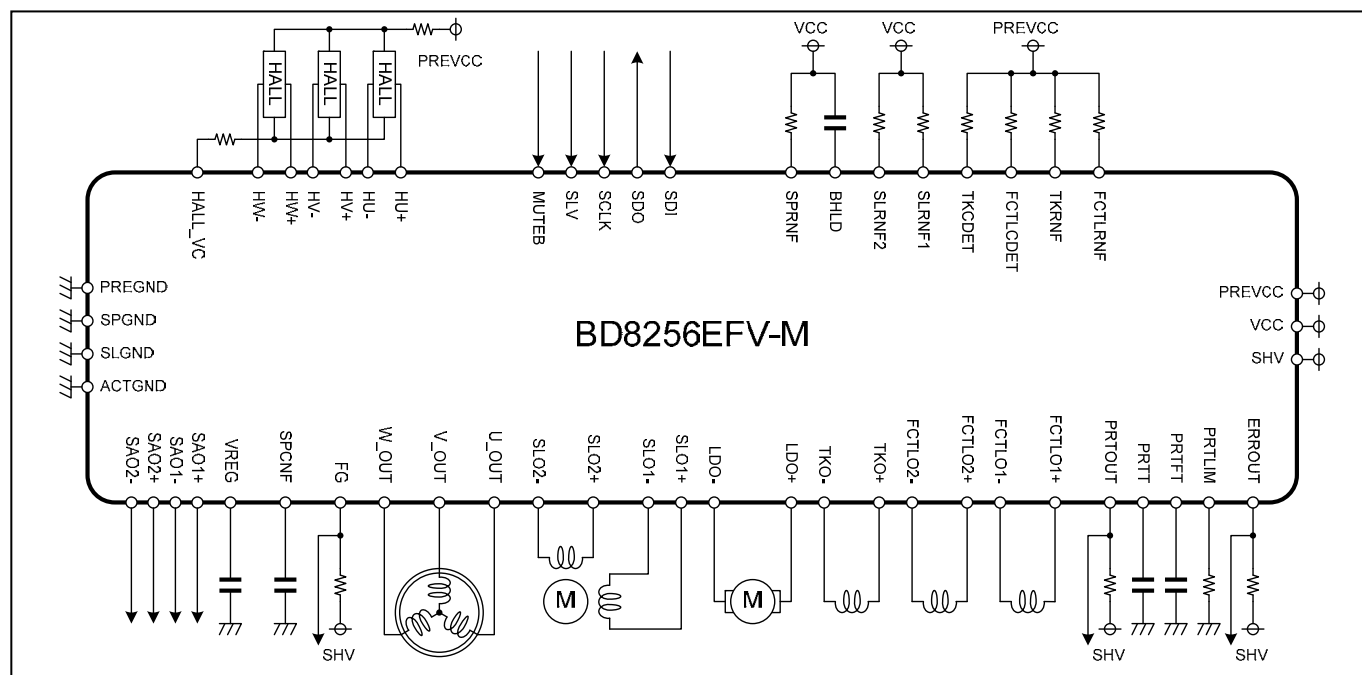 VCC
VCC
PREVCC
PREVCC
HALL
HALL
HALL
HALL_VC
HW-
HW+
HV-
HV+
HU-
HU+
MUTEB
SLV
SCLK
SDO
SDI
SPRNF
BHLD
SLRNF2
SLRNF1
TKCDET
FCTLCDET
TKRNF
FCTLRNF
PREGND
SPGND
SLGND
ACTGND
BD8256EFV-M
PREVCC
VCC
SHV
SAO2-
SAO2+
SAO1-
SAO1+
VREG
SPCNF
FG
W_OUT
V_OUT
U_OUT
SLO2-
SLO2+
SLO1-
SLO1+
LDO-
LDO+
TKO-
TKO+
FCTLO2-
FCTLO2+
FCTLO1-
FCTLO1+
PRTOUT
PRTT
PRTFT
PRTLIM
ERROUT
M
M
SHV
SHV
SHV